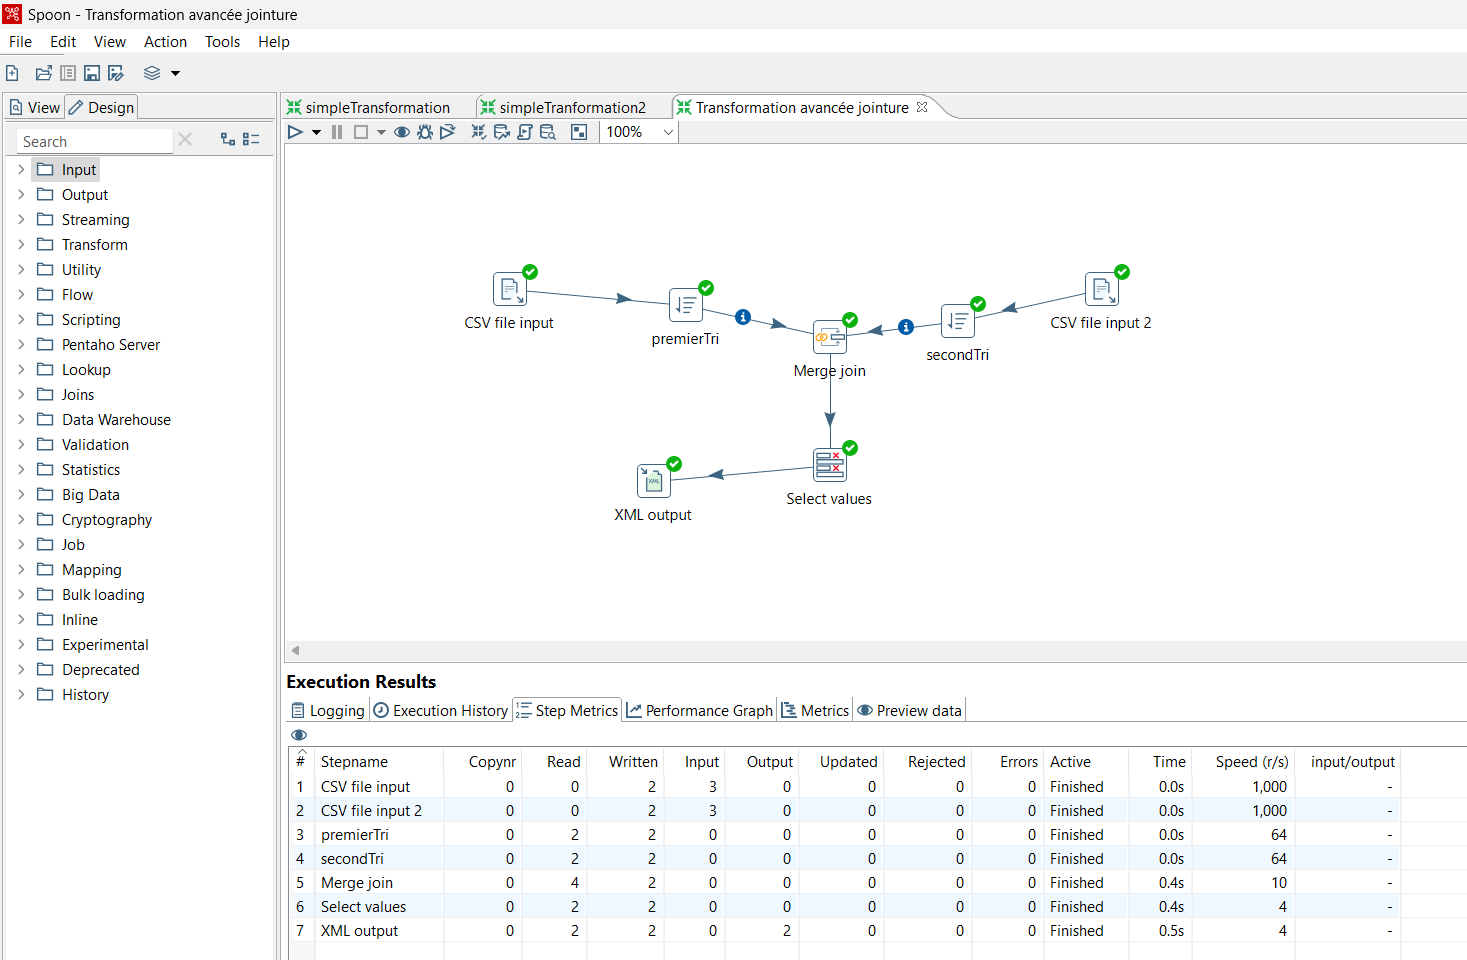 Spoon - Transformation avancée jointure
File Edit View Action Tools Help
View Design
simpleTransformation simpleTranformation2 Transformation avancée jointure
100%
Search
Input
Output
Streaming
Transform
Utility
Flow
Scripting
Pentaho Server
Lookup
Joins
Data Warehouse
Validation
Statistics
Big Data
Cryptography
Job
Mapping
Bulk loading
Inline
Experimental
Deprecated
History
CSV file input
premierTri
Merge join
secondTri
CSV file input 2
Select values
XML
XML output
Execution Results
Logging Execution History Step Metrics Performance Graph Metrics Preview data
# Stepname Copynr Read Written Input Output Updated Rejected Errors Active Time Speed (r/s) input/output
1 CSV file input 0 0 2 3 0 0 0 0 Finished 0.0s 1,000 -
2 CSV file input 2 0 0 2 3 0 0 0 0 Finished 0.0s 1,000 -
3 premierTri 0 2 2 0 0 0 0 0 Finished 0.0s 64 -
4 secondTri 0 2 2 0 0 0 0 0 Finished 0.0s 64 -
5 Merge join 0 4 2 0 0 0 0 0 Finished 0.4s 10 -
6 Select values 0 2 2 0 0 0 0 0 Finished 0.4s 4 -
7 XML output 0 2 2 0 2 0 0 0 Finished 0.5s 4 -